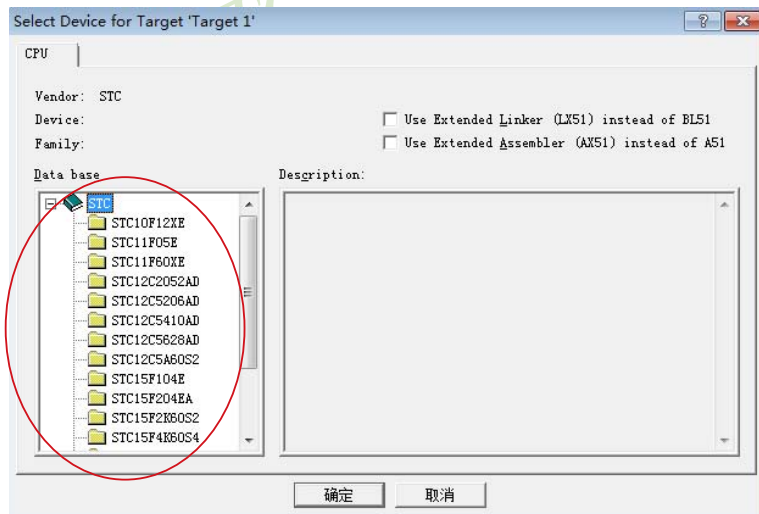 Select Device for Target 'Target 1'
CPU
Vendor: STC
Device:
Use Extended Linker (LX51) instead of BL51
Family:
Use Extended Assembler (AX51) instead of A51
Data base
Description:
STC
STC10F12XE
STC11F05E
STC11F60XE
STC12C2052AD
STC12C5206AD
STC12C5410AD
STC12C5628AD
STC12C5A60S2
STC15F104E
STC15F204EA
STC15F2K60S2
STC15F4K60S4
确定
取消